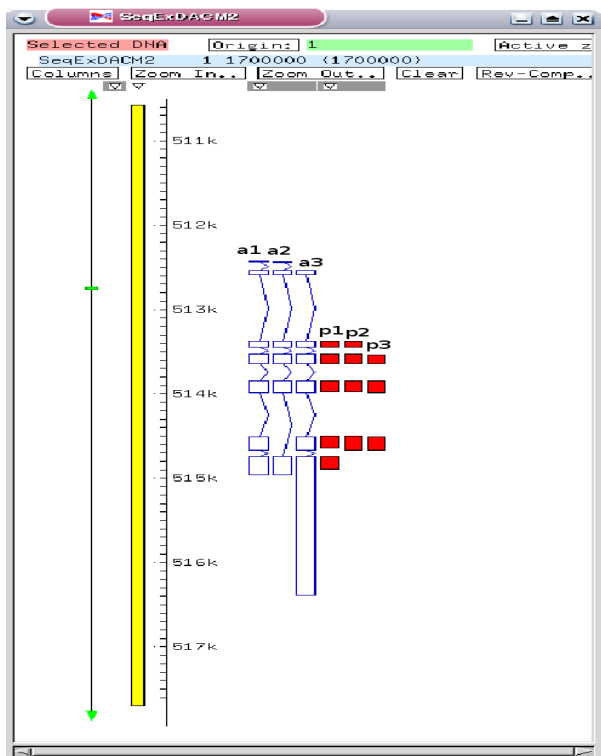 SeqExDACM2
Selected DNA Origin: 1 Active z
SeqExDACM2 1 1700000 (1700000)
Columns Zoom In.. Zoom Out.. Clear Rev-Comp..
511k
512k
a1 a2
a3
513k
p1 p2
p3
514k
515k
516k
517k